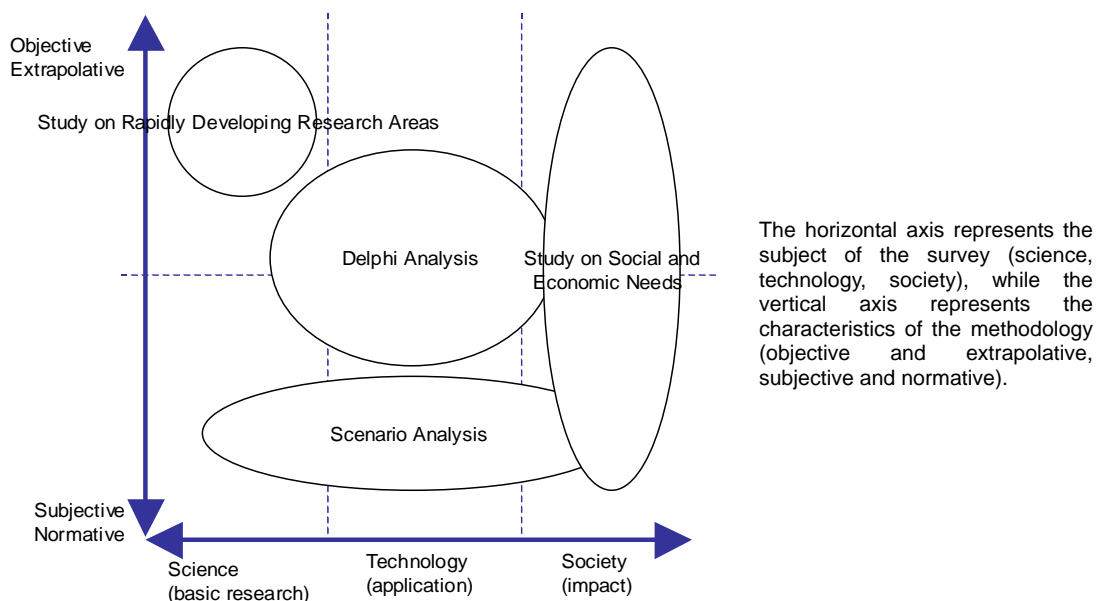 Objective
Extrapolative
Study on Rapidly Developing Research Areas
Delphi Analysis
Study on Social and
Economic Needs
Scenario Analysis
Subjective
Normative
Science
(basic research)
Technology
(application)
Society
(impact)
The horizontal axis represents the
subject of the survey (science,
technology, society), while the
vertical axis represents the
characteristics of the methodology
(objective and extrapolative,
subjective and normative).